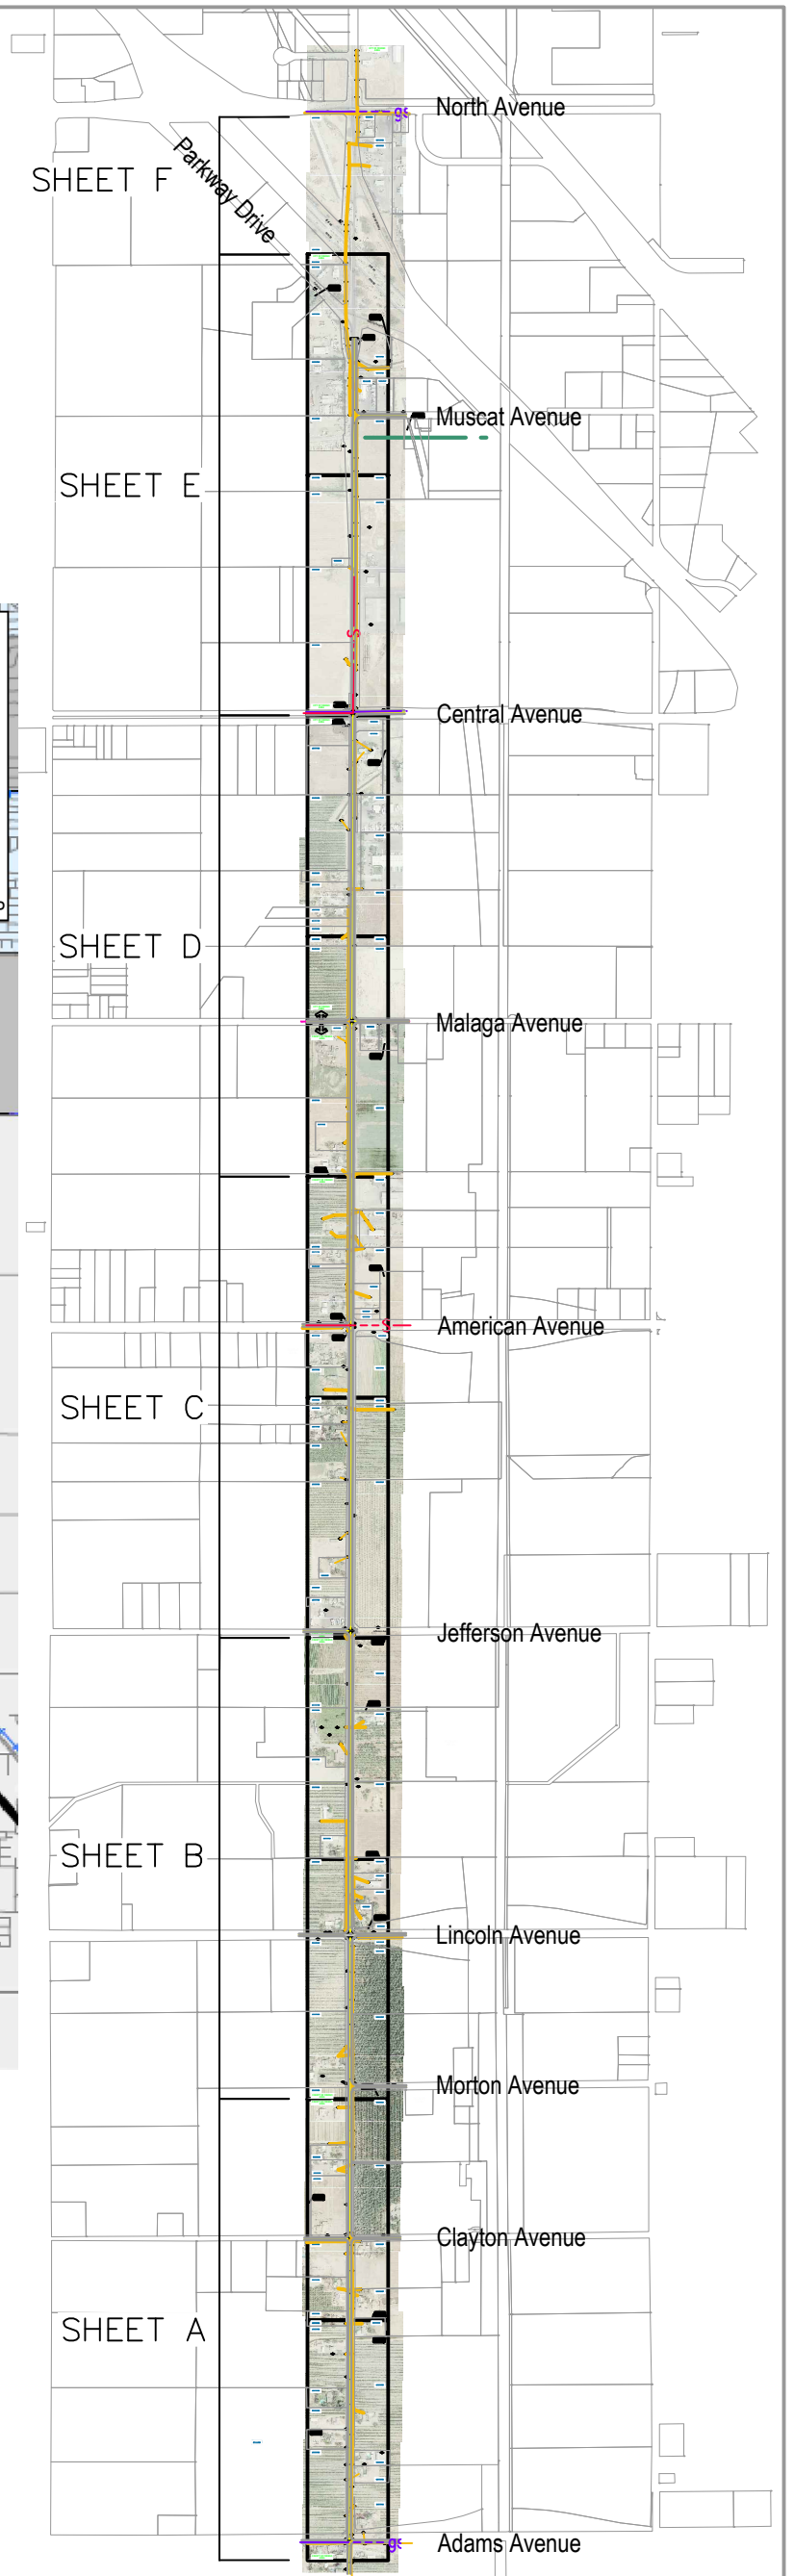 North Avenue
SHEET F
Parkway Drive
Muscat Avenue
SHEET E
Central Avenue
SHEET D
Malaga Avenue
American Avenue
SHEET C
Jefferson Avenue
SHEET B
Lincoln Avenue
Morton Avenue
Clayton Avenue
SHEET A
Adams Avenue